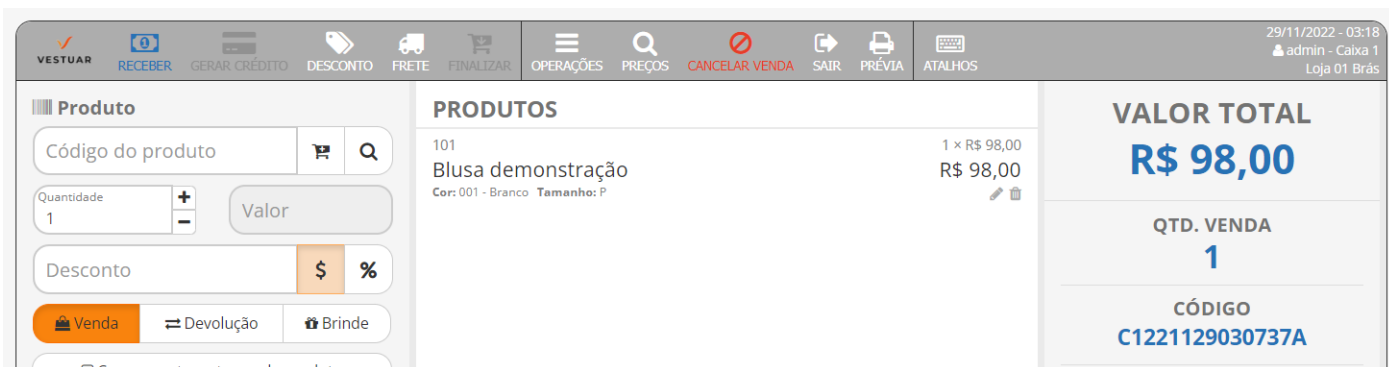 VESTUAR
RECEBER
GERAR CRÉDITO
DESCONTO
FRETE
FINALIZAR
OPERAÇÕES
PREÇOS
CANCELAR VENDA
SAIR
PRÉVIA
ATALHOS
29/11/2022 - 03:18
admin - Caixa 1
Loja 01 Brás
Produto
Código do produto
Quantidade
1
Valor
Desconto
$ %
Venda
Devolução
Brinde
PRODUTOS
101
1 × R$ 98,00
Blusa demonstração
R$ 98,00
Cor: 001 - Branco Tamanho: P
VALOR TOTAL
R$ 98,00
QTD. VENDA
1
CÓDIGO
C1221129030737A